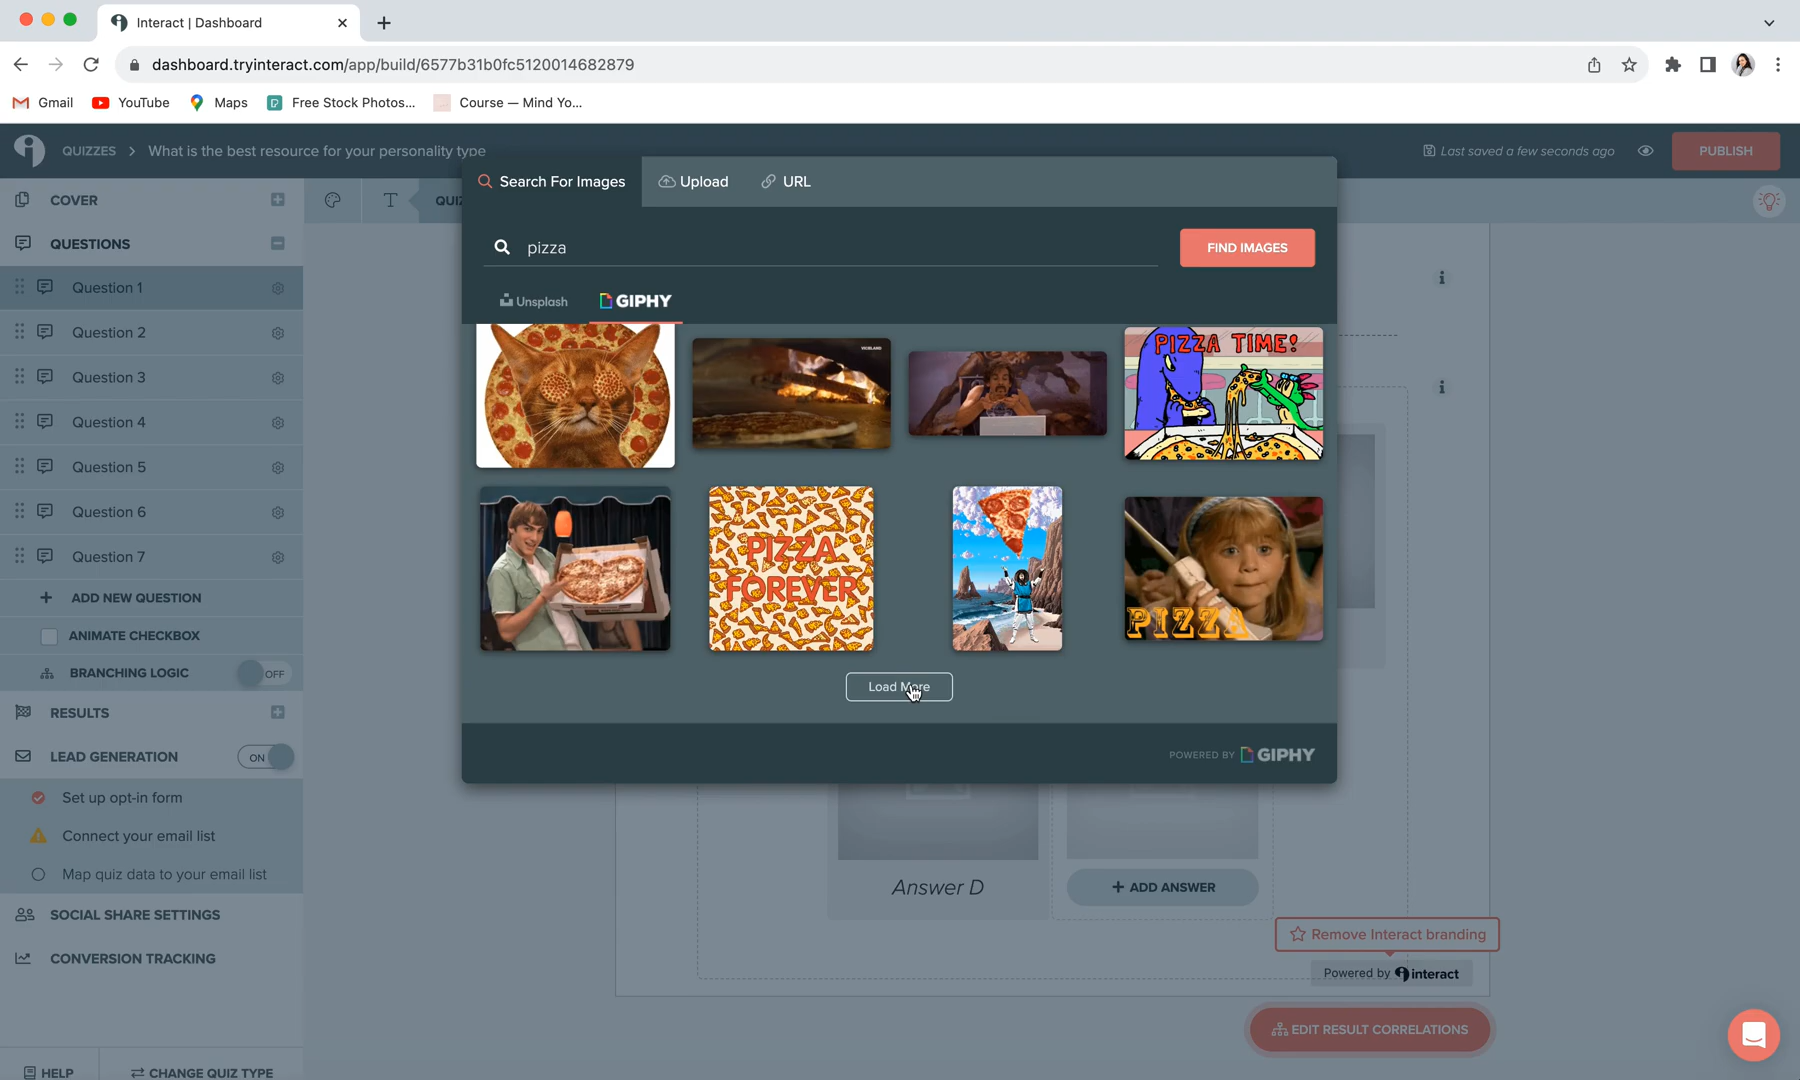 Interact | Dashboard
dashboard.tryinteract.com/app/build/6577b31b0fc5120014682879
Gmail
YouTube
Maps
Free Stock Photos...
Course — Mind Yo...
QUIZZES
What is the best resource for your personality type
Last saved a few seconds ago
PUBLISH
COVER
QUESTIONS
Question 1
Question 2
Question 3
Question 4
Question 5
Question 6
Question 7
ADD NEW QUESTION
ANIMATE CHECKBOX
BRANCHING LOGIC
OFF
RESULTS
LEAD GENERATION
ON
Set up opt-in form
Connect your email list
Map quiz data to your email list
SOCIAL SHARE SETTINGS
CONVERSION TRACKING
HELP
CHANGE QUIZ TYPE
Search For Images
Upload
URL
pizza
FIND IMAGES
Unsplash
GIPHY
VICELAND
PIZZA TIME!
PIZZA
FOREVER
PIZZA
Load More
POWERED BY GIPHY
Answer D
ADD ANSWER
Remove Interact branding
Powered by interact
EDIT RESULT CORRELATIONS